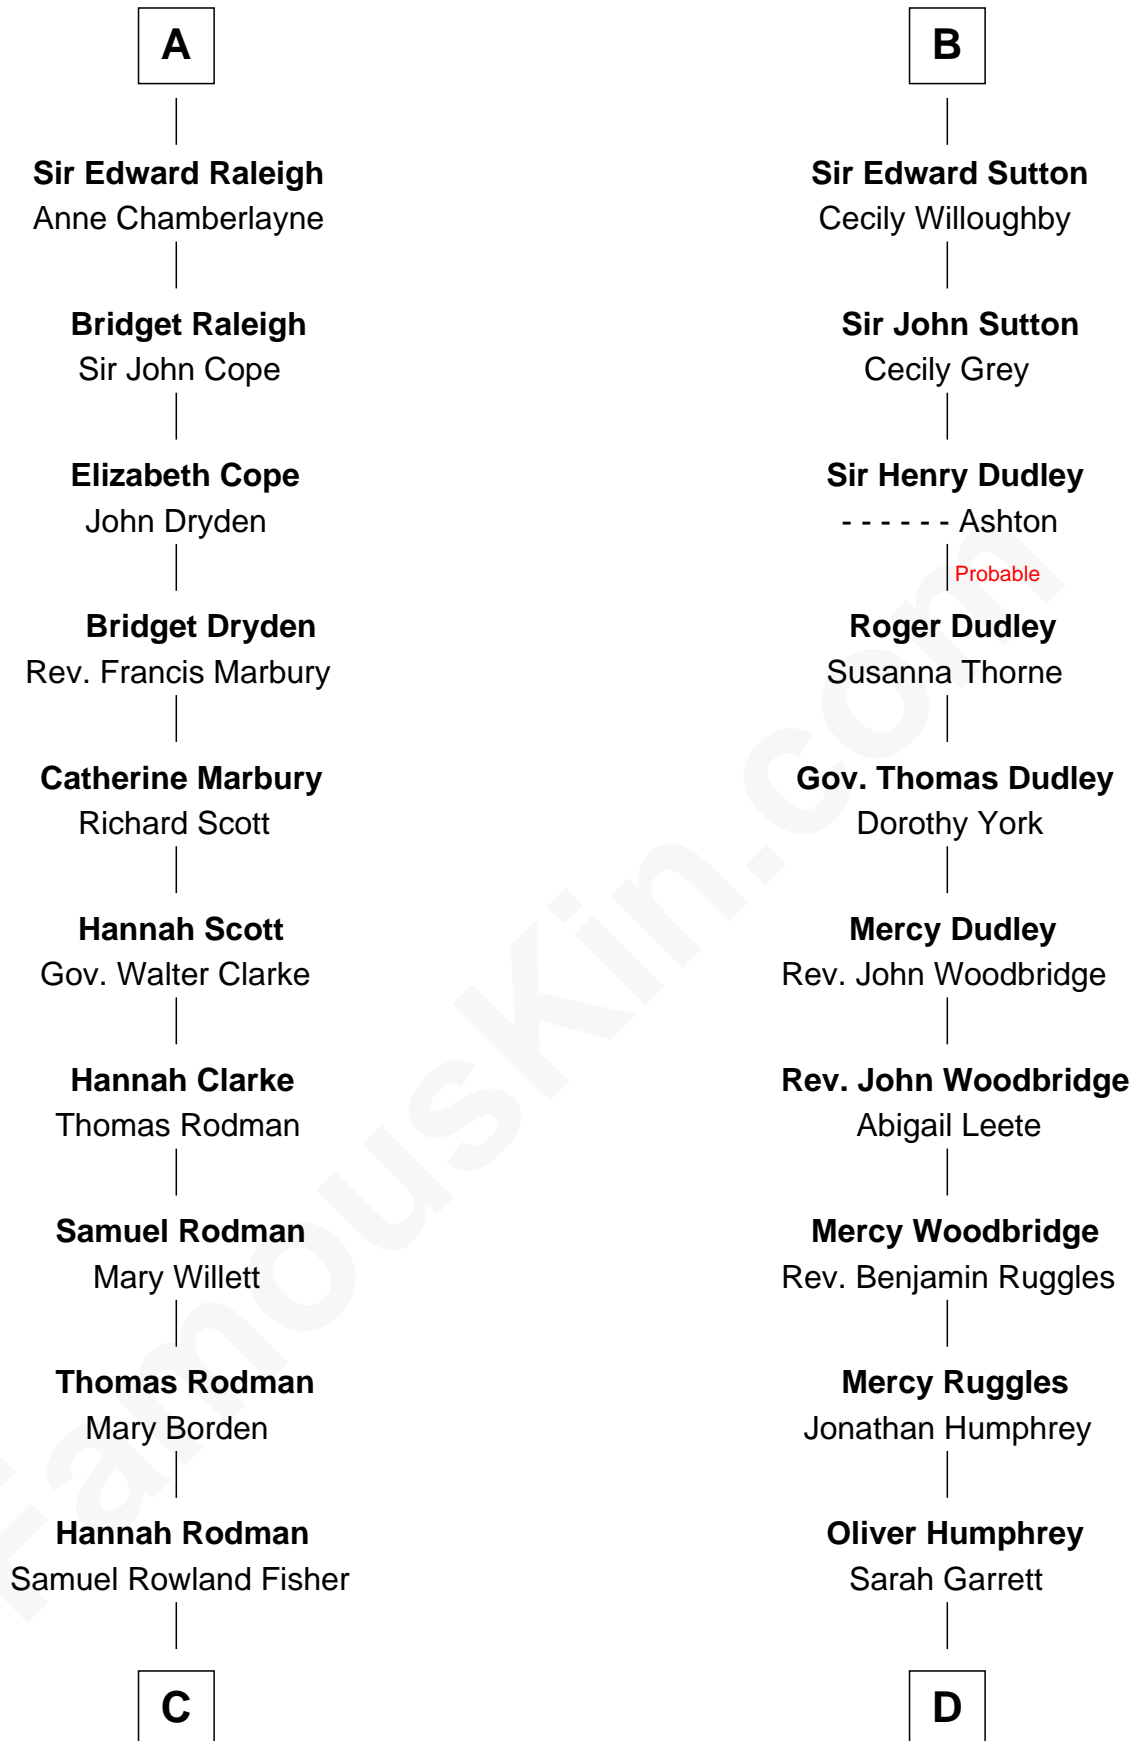 A
Sir Edward Raleigh
Anne Chamberlayne
Bridget Raleigh
Sir John Cope
Elizabeth Cope
John Dryden
Bridget Dryden
Rev. Francis Marbury
Catherine Marbury
Richard Scott
Hannah Scott
Gov. Walter Clarke
Hannah Clarke
Thomas Rodman
Samuel Rodman
Mary Willett
Thomas Rodman
Mary Borden
Hannah Rodman
Samuel Rowland Fisher
C
B
Sir Edward Sutton
Cecily Willoughby
Sir John Sutton
Cecily Grey
Sir Henry Dudley
- - - - - - Ashton
Probable
Roger Dudley
Susanna Thorne
Gov. Thomas Dudley
Dorothy York
Mercy Dudley
Rev. John Woodbridge
Rev. John Woodbridge
Abigail Leete
Mercy Woodbridge
Rev. Benjamin Ruggles
Mercy Ruggles
Jonathan Humphrey
Oliver Humphrey
Sarah Garrett
D
FamousKin.com